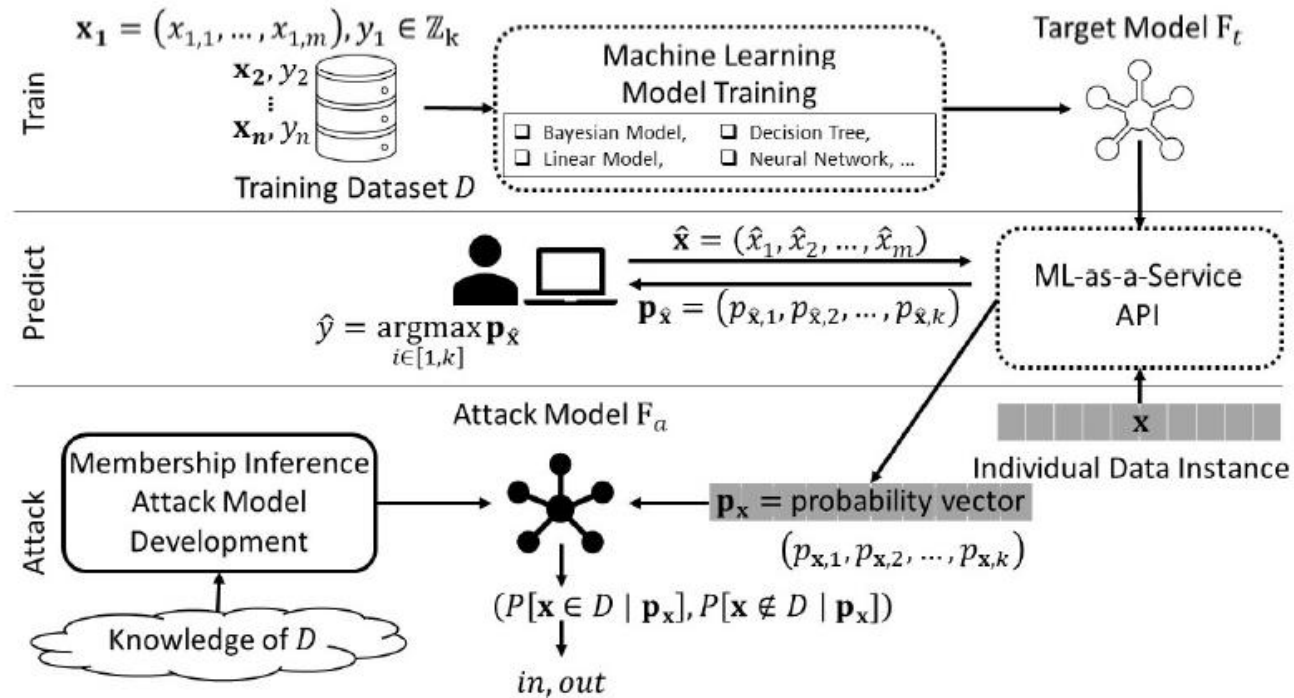 Train
𝐱₁ = (x₁,₁, ..., x₁,ₘ), y₁ ∈ ℤₖ
𝐱₂, y₂
⋮
𝐱ₙ, yₙ
Training Dataset D
Machine Learning
Model Training
❑ Bayesian Model, ❑ Decision Tree,
❑ Linear Model, ❑ Neural Network, ...
Target Model Fₜ
Predict
x̂ = (x̂₁, x̂₂, ..., x̂ₘ)
p_x̂ = (p_x̂,₁, p_x̂,₂, ..., p_x̂,ₖ)
ŷ = argmax p_x̂
i∈[1,k]
ML-as-a-Service
API
Attack
Membership Inference
Attack Model
Development
Knowledge of D
Attack Model Fₐ
𝐱
Individual Data Instance
𝐩ₓ = probability vector
(pₓ,₁, pₓ,₂, ..., pₓ,ₖ)
(P[𝐱 ∈ D | 𝐩ₓ], P[𝐱 ∉ D | 𝐩ₓ])
in, out